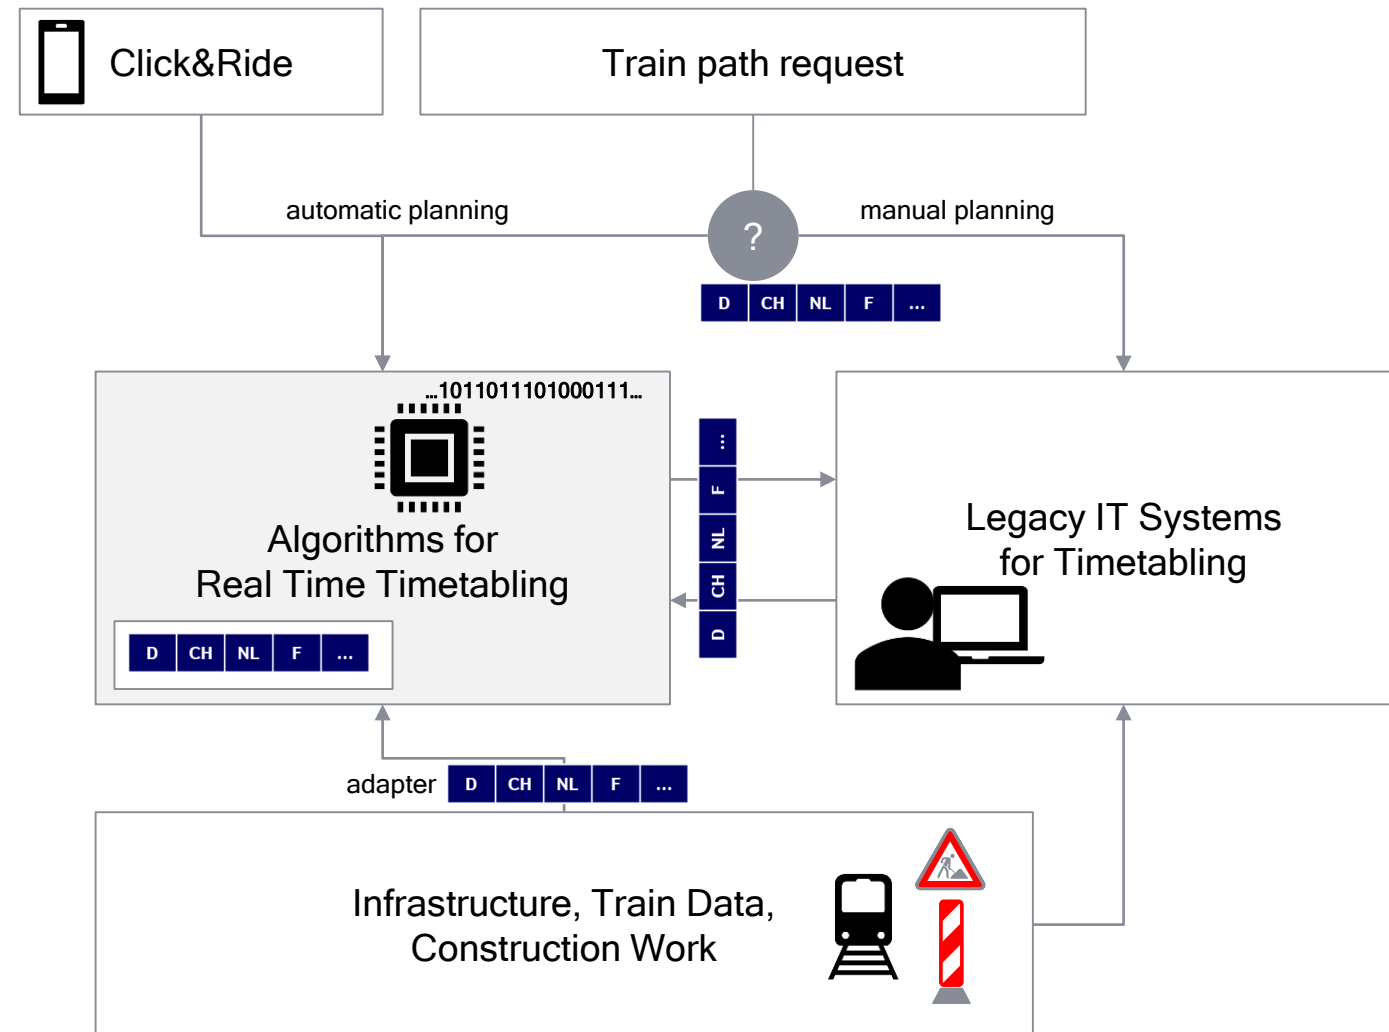 Click&Ride
Train path request
automatic planning
?
manual planning
D CH NL F ...
...1011011101000111...
Algorithms for
Real Time Timetabling
D CH NL F ...
D CH NL F ...
Legacy IT Systems
for Timetabling
adapter D CH NL F ...
Infrastructure, Train Data,
Construction Work